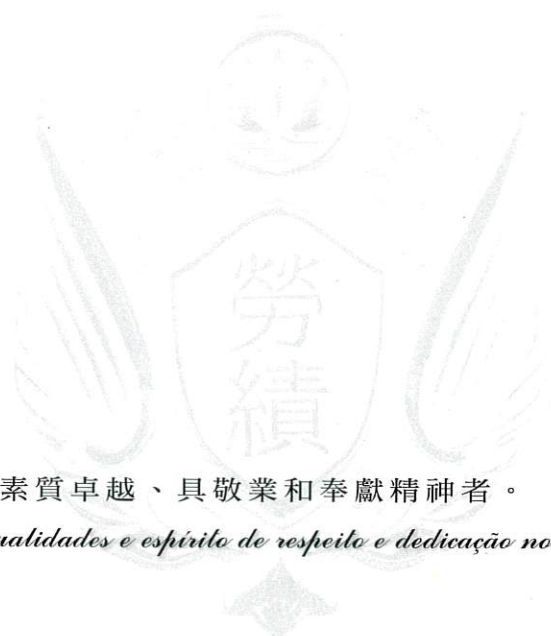 勞
績
素質卓越、具敬業和奉獻精神者。
ualidades e espírito de respeito e dedicação no